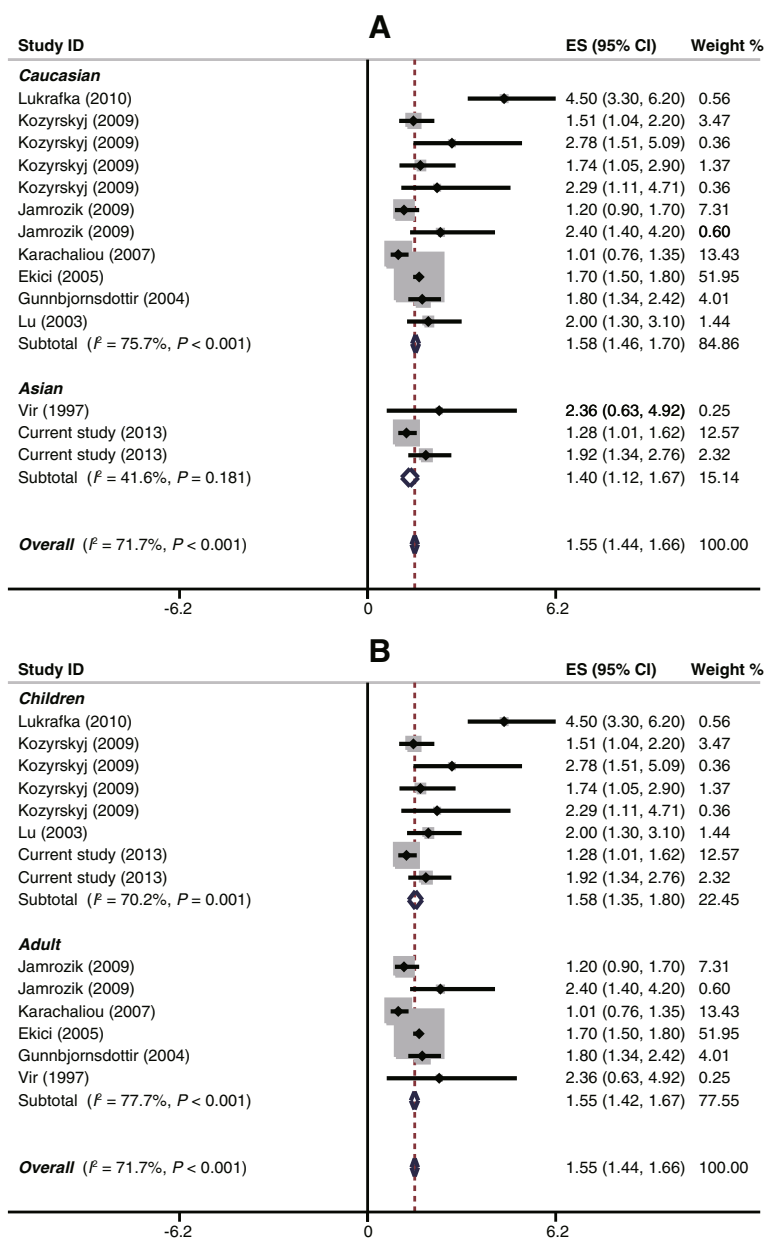 A
Study ID ES (95% CI) Weight %
Caucasian
Lukrafka (2010) 4.50 (3.30, 6.20) 0.56
Kozyrskyj (2009) 1.51 (1.04, 2.20) 3.47
Kozyrskyj (2009) 2.78 (1.51, 5.09) 0.36
Kozyrskyj (2009) 1.74 (1.05, 2.90) 1.37
Kozyrskyj (2009) 2.29 (1.11, 4.71) 0.36
Jamrozik (2009) 1.20 (0.90, 1.70) 7.31
Jamrozik (2009) 2.40 (1.40, 4.20) 0.60
Karachaliou (2007) 1.01 (0.76, 1.35) 13.43
Ekici (2005) 1.70 (1.50, 1.80) 51.95
Gunnbjornsdottir (2004) 1.80 (1.34, 2.42) 4.01
Lu (2003) 2.00 (1.30, 3.10) 1.44
Subtotal (I² = 75.7%, P < 0.001) 1.58 (1.46, 1.70) 84.86
Asian
Vir (1997) 2.36 (0.63, 4.92) 0.25
Current study (2013) 1.28 (1.01, 1.62) 12.57
Current study (2013) 1.92 (1.34, 2.76) 2.32
Subtotal (I² = 41.6%, P = 0.181) 1.40 (1.12, 1.67) 15.14
Overall (I² = 71.7%, P < 0.001) 1.55 (1.44, 1.66) 100.00
-6.2 0 6.2
B
Study ID ES (95% CI) Weight %
Children
Lukrafka (2010) 4.50 (3.30, 6.20) 0.56
Kozyrskyj (2009) 1.51 (1.04, 2.20) 3.47
Kozyrskyj (2009) 2.78 (1.51, 5.09) 0.36
Kozyrskyj (2009) 1.74 (1.05, 2.90) 1.37
Kozyrskyj (2009) 2.29 (1.11, 4.71) 0.36
Lu (2003) 2.00 (1.30, 3.10) 1.44
Current study (2013) 1.28 (1.01, 1.62) 12.57
Current study (2013) 1.92 (1.34, 2.76) 2.32
Subtotal (I² = 70.2%, P = 0.001) 1.58 (1.35, 1.80) 22.45
Adult
Jamrozik (2009) 1.20 (0.90, 1.70) 7.31
Jamrozik (2009) 2.40 (1.40, 4.20) 0.60
Karachaliou (2007) 1.01 (0.76, 1.35) 13.43
Ekici (2005) 1.70 (1.50, 1.80) 51.95
Gunnbjornsdottir (2004) 1.80 (1.34, 2.42) 4.01
Vir (1997) 2.36 (0.63, 4.92) 0.25
Subtotal (I² = 77.7%, P < 0.001) 1.55 (1.42, 1.67) 77.55
Overall (I² = 71.7%, P < 0.001) 1.55 (1.44, 1.66) 100.00
-6.2 0 6.2